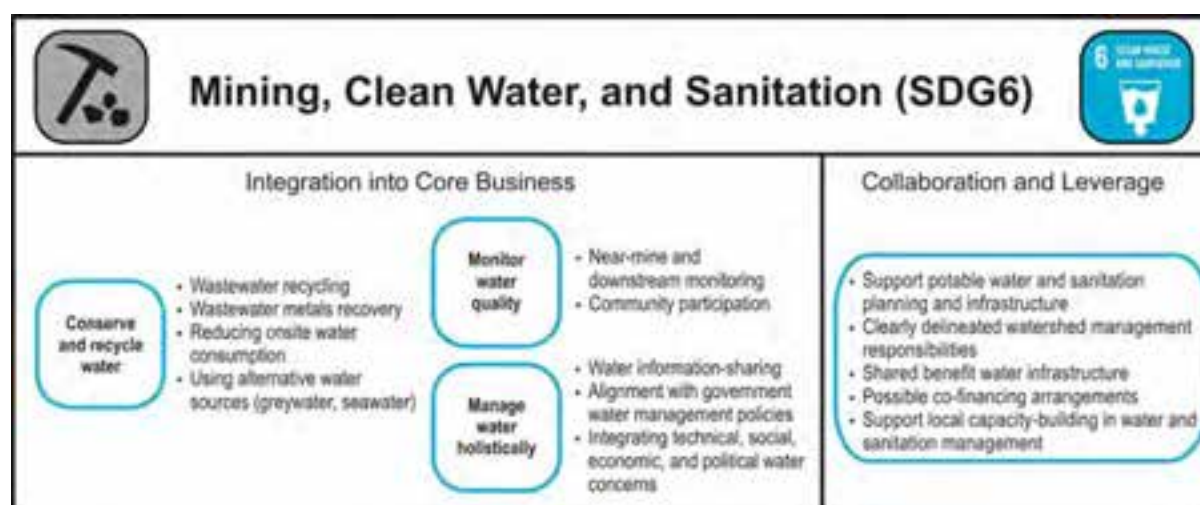 Mining, Clean Water, and Sanitation (SDG6)
6 CLEAN WATER
AND SANITATION
Integration into Core Business
Conserve
and recycle
water
• Wastewater recycling
• Wastewater metals recovery
• Reducing onsite water
consumption
• Using alternative water
sources (greywater, seawater)
Monitor
water
quality
• Near-mine and
downstream monitoring
• Community participation
Manage
water
holistically
• Water information-sharing
• Alignment with government
water management policies
• Integrating technical, social,
economic, and political water
concerns
Collaboration and Leverage
• Support potable water and sanitation
planning and infrastructure
• Clearly delineated watershed management
responsibilities
• Shared benefit water infrastructure
• Possible co-financing arrangements
• Support local capacity-building in water and
sanitation management